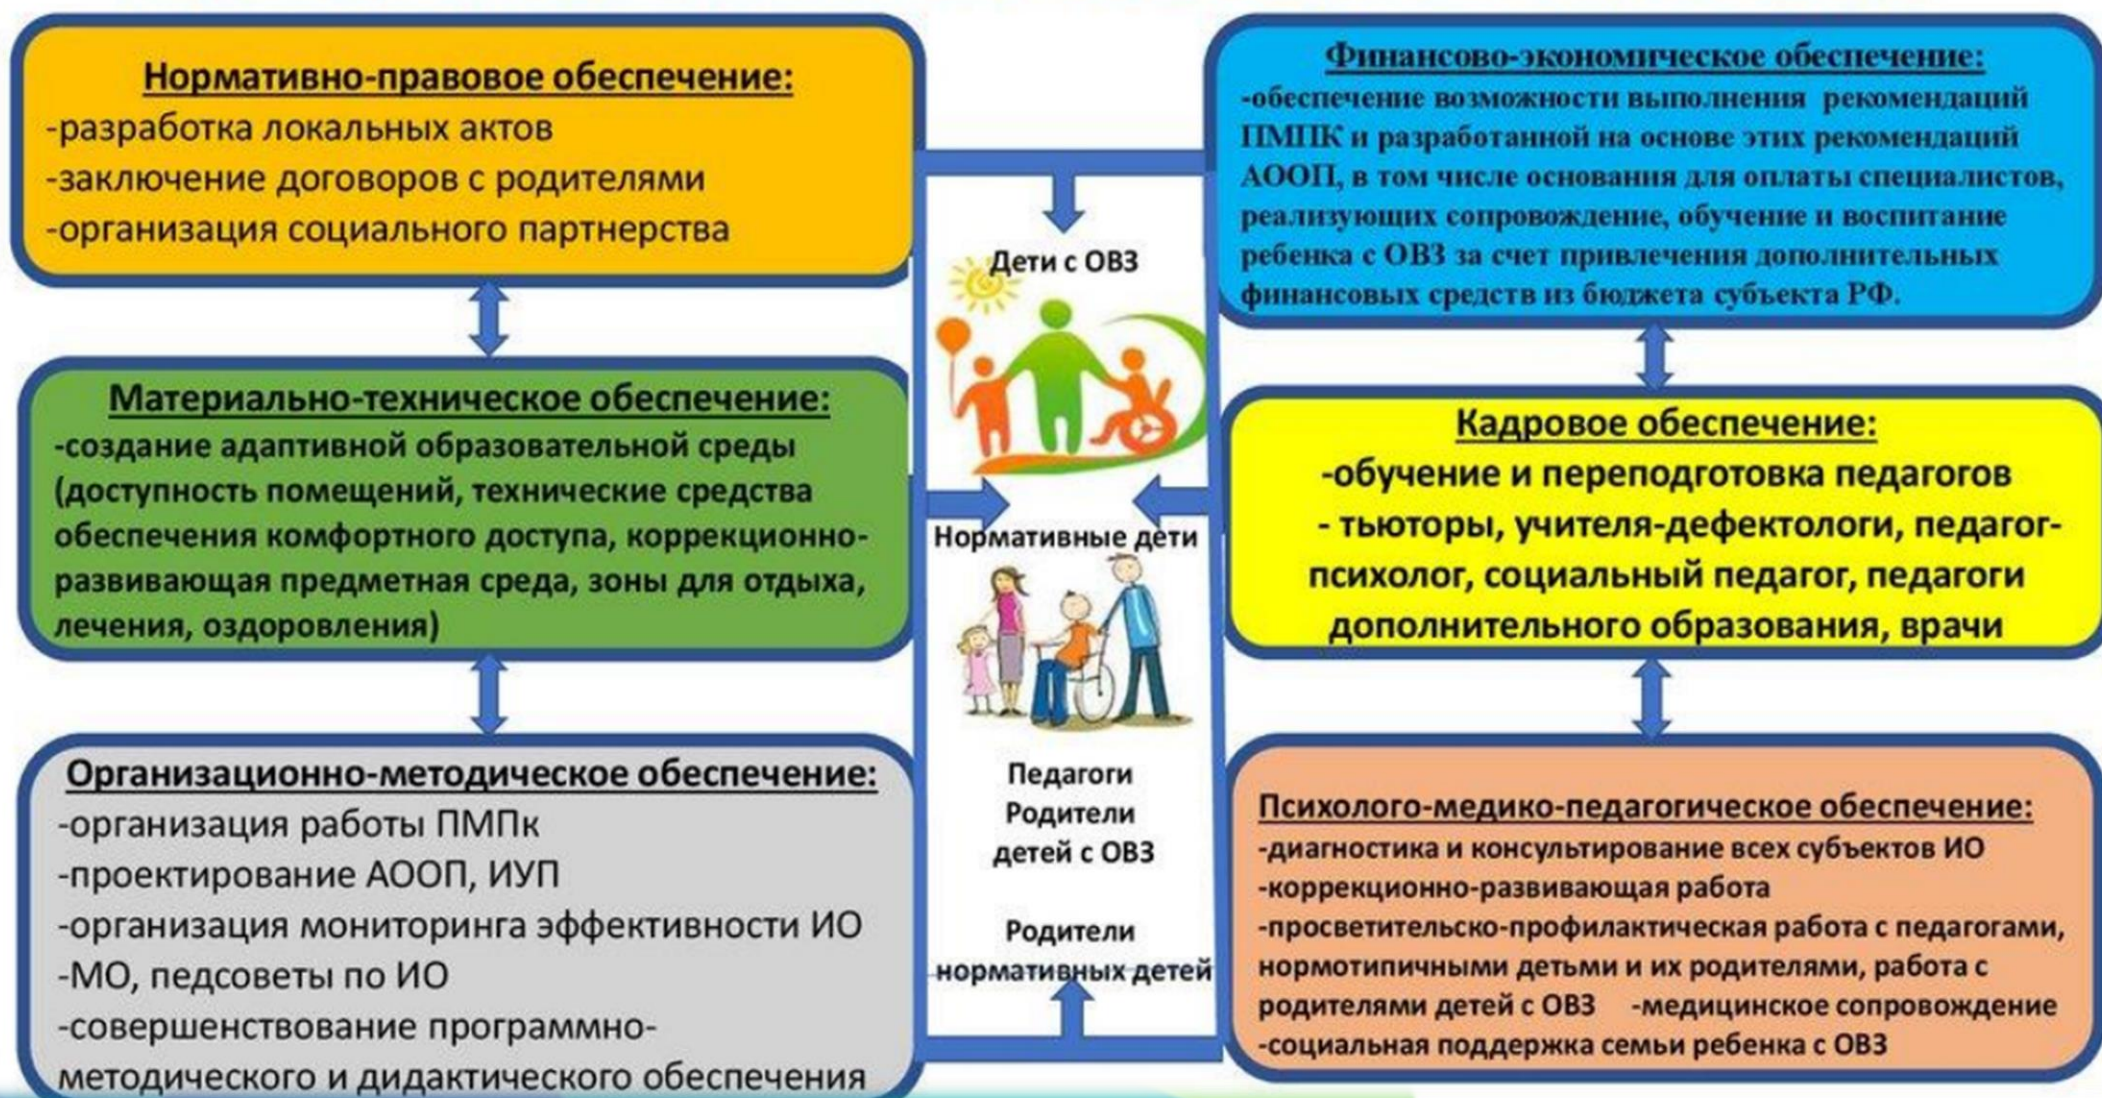 Нормативно-правовое обеспечение:
-разработка локальных актов
-заключение договоров с родителями
-организация социального партнерства
Материально-техническое обеспечение:
-создание адаптивной образовательной среды
(доступность помещений, технические средства
обеспечения комфортного доступа, коррекционно-
развивающая предметная среда, зоны для отдыха,
лечения, оздоровления)
Организационно-методическое обеспечение:
-организация работы ПМПк
-проектирование АООП, ИУП
-организация мониторинга эффективности ИО
-МО, педсоветы по ИО
-совершенствование программно-
методического и дидактического обеспечения
Дети с ОВЗ
Нормативные дети
Педагоги
Родители
детей с ОВЗ
Родители
нормативных детей
Финансово-экономическое обеспечение:
-обеспечение возможности выполнения рекомендаций
ПМПК и разработанной на основе этих рекомендаций
АООП, в том числе основания для оплаты специалистов,
реализующих сопровождение, обучение и воспитание
ребенка с ОВЗ за счет привлечения дополнительных
финансовых средств из бюджета субъекта РФ.
Кадровое обеспечение:
-обучение и переподготовка педагогов
- тьюторы, учителя-дефектологи, педагог-
психолог, социальный педагог, педагоги
дополнительного образования, врачи
Психолого-медико-педагогическое обеспечение:
-диагностика и консультирование всех субъектов ИО
-коррекционно-развивающая работа
-просветительско-профилактическая работа с педагогами,
нормотипичными детьми и их родителями, работа с
родителями детей с ОВЗ -медицинское сопровождение
-социальная поддержка семьи ребенка с ОВЗ